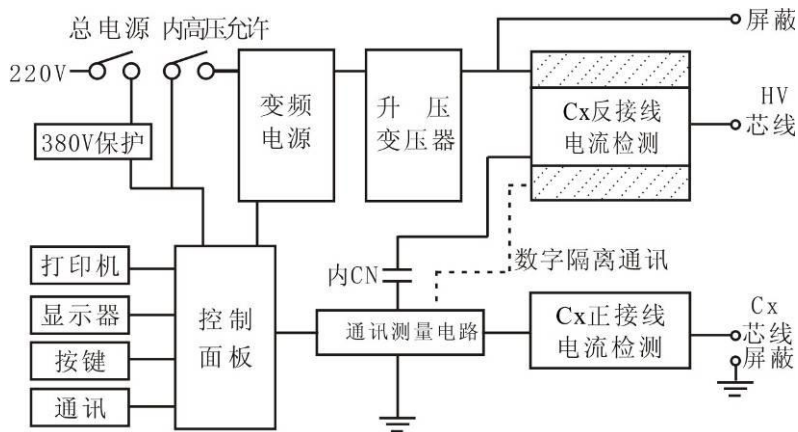 总电源
内高压允许
屏蔽
220V
变频
电源
升 压
变压器
Cx反接线
电流检测
HV
芯线
380V保护
打印机
显示器
按键
通讯
控制
面板
内CN
数字隔离通讯
通讯测量电路
Cx正接线
电流检测
Cx
芯线
屏蔽